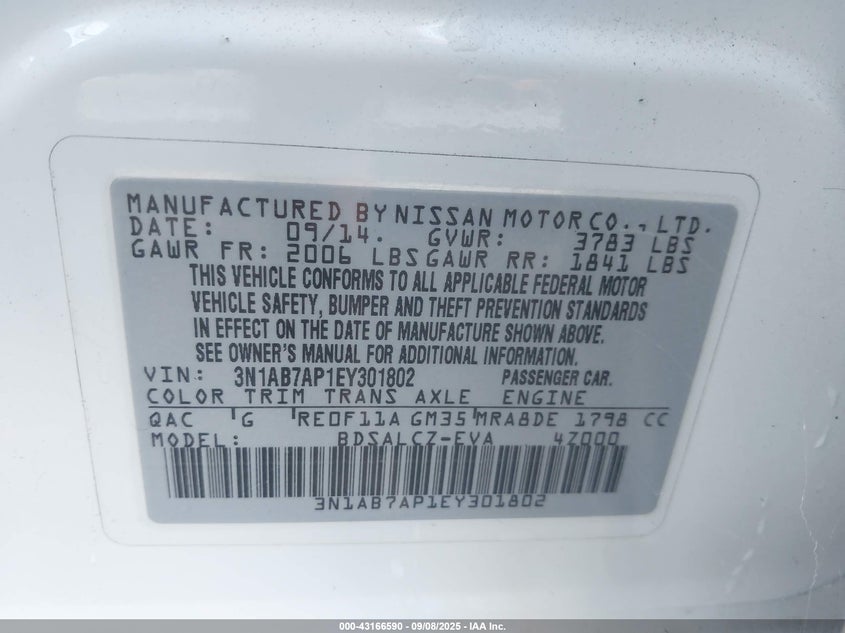 MANUFACTURED BY NISSAN MOTOR CO., LTD.
DATE: 09/14. GVWR: 3783 LBS
GAWR FR: 2006 LBS GAWR RR: 1841 LBS
THIS VEHICLE CONFORMS TO ALL APPLICABLE FEDERAL MOTOR
VEHICLE SAFETY, BUMPER AND THEFT PREVENTION STANDARDS
IN EFFECT ON THE DATE OF MANUFACTURE SHOWN ABOVE.
SEE OWNER'S MANUAL FOR ADDITIONAL INFORMATION.
VIN: 3N1AB7AP1EY301802 PASSENGER CAR.
COLOR TRIM TRANS AXLE ENGINE
QAC G RE0F11A GM35 MRA8DE 1798 CC
MODEL: BDSALCZ-EVA 4Z000
3N1AB7AP1EY301802
000-43166590 - 09/08/2025 - IAA Inc.